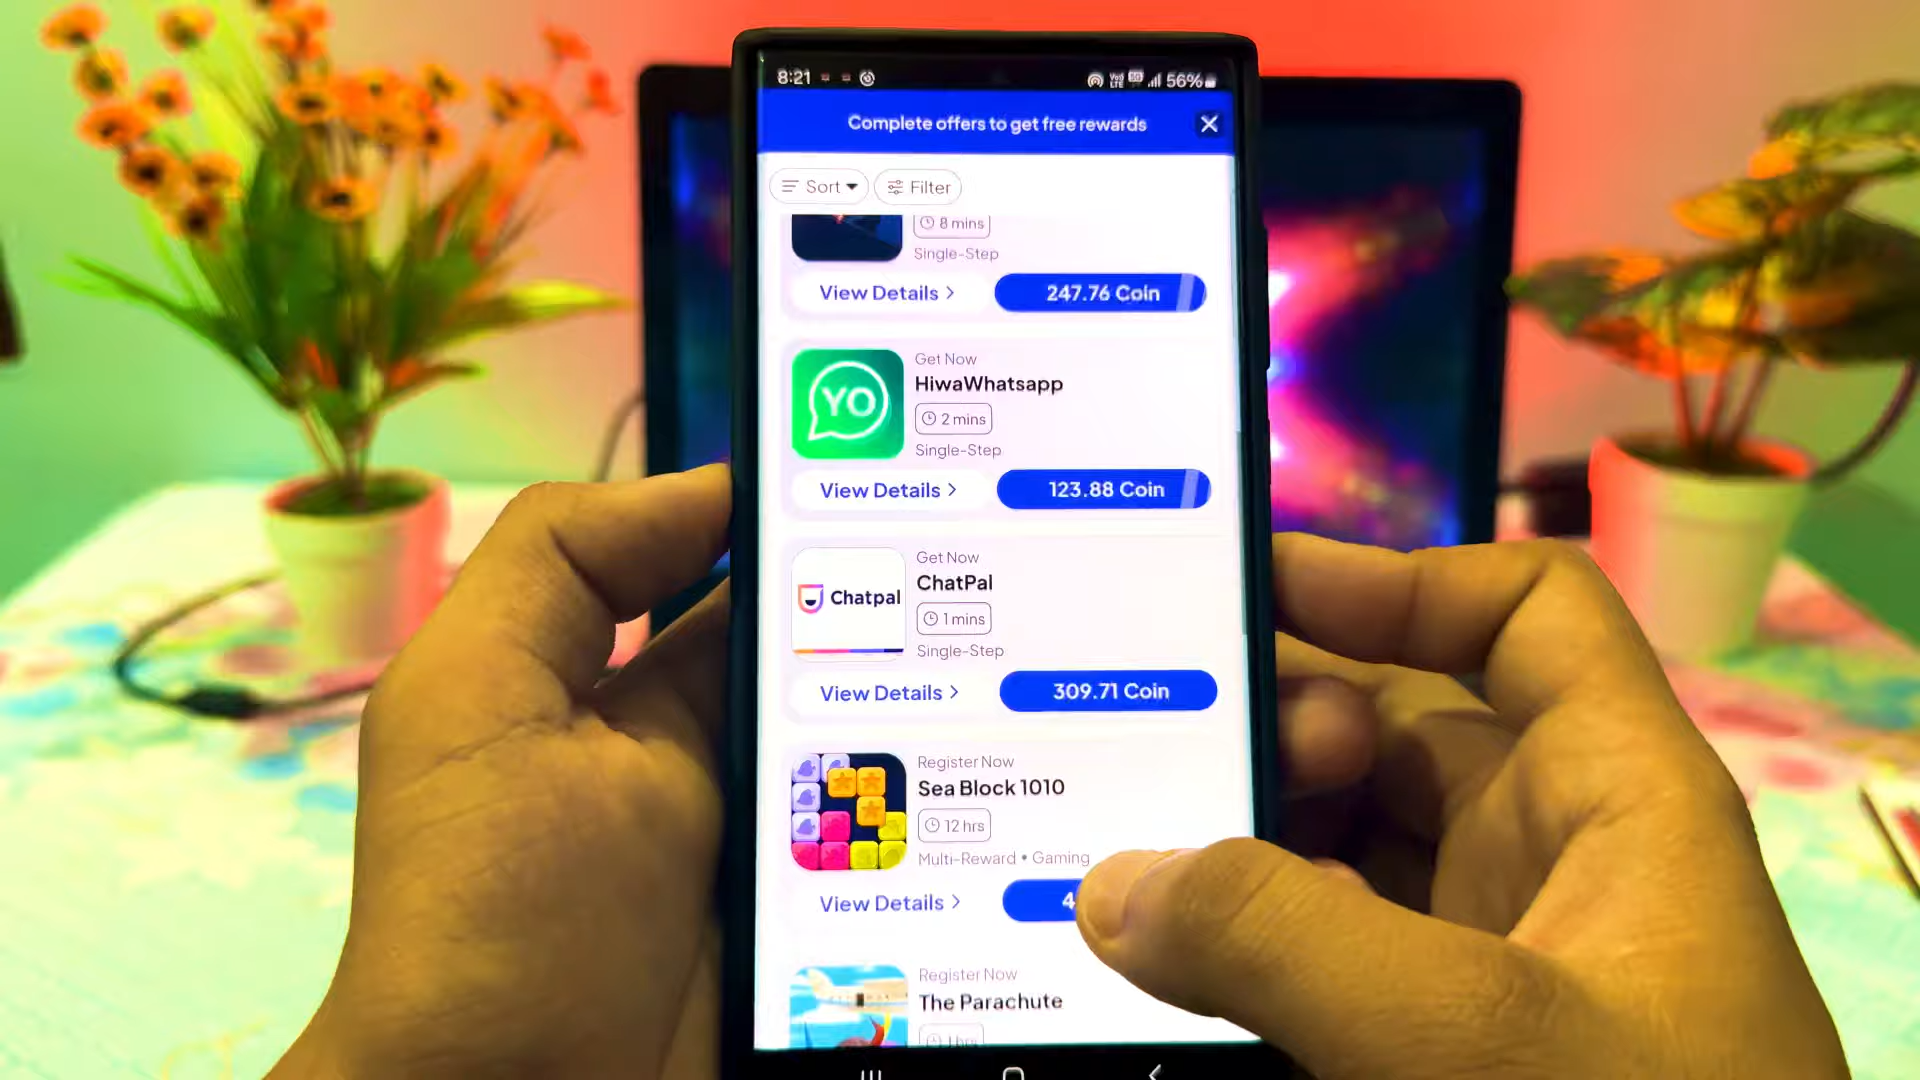 8:21
56%
Complete offers to get free rewards
Sort
Filter
8 mins
Single-Step
View Details >
247.76 Coin
YO
Get Now
HiwaWhatsapp
2 mins
Single-Step
View Details >
123.88 Coin
Chatpal
Get Now
ChatPal
1 mins
Single-Step
View Details >
309.71 Coin
Register Now
Sea Block 1010
12 hrs
Multi-Reward • Gaming
View Details >
4
Register Now
The Parachute